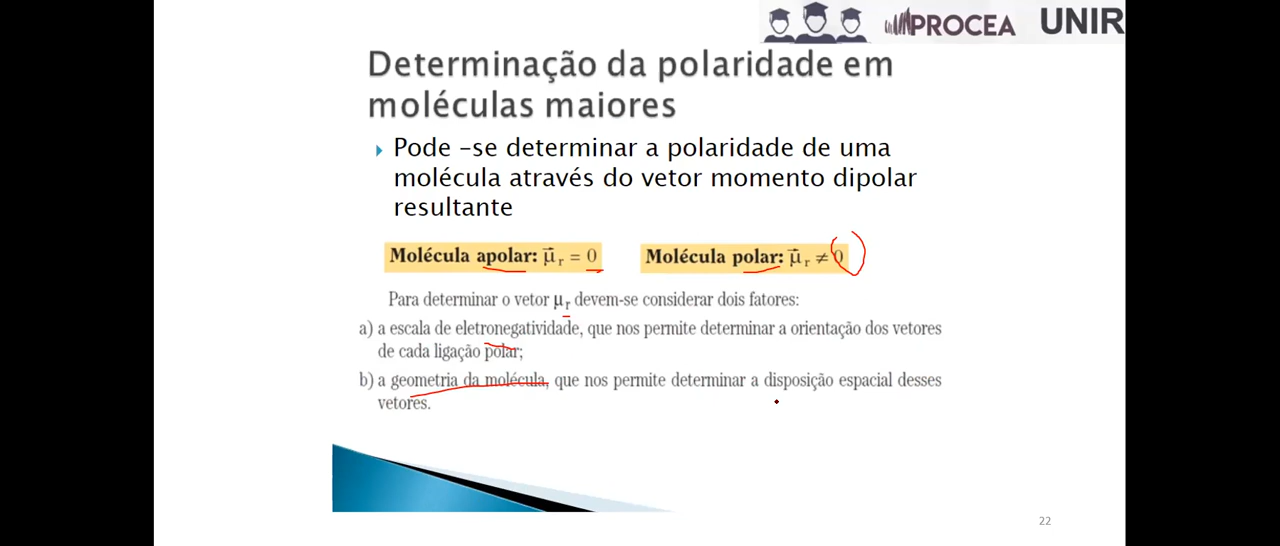 PROCEA UNIR
Determinação da polaridade em
moléculas maiores
Pode -se determinar a polaridade de uma
molécula através do vetor momento dipolar
resultante
Molécula apolar: μ⃗ r = 0 Molécula polar: μ⃗ r ≠ 0
Para determinar o vetor μr devem-se considerar dois fatores:
a) a escala de eletronegatividade, que nos permite determinar a orientação dos vetores
de cada ligação polar;
b) a geometria da molécula, que nos permite determinar a disposição espacial desses
vetores.
22